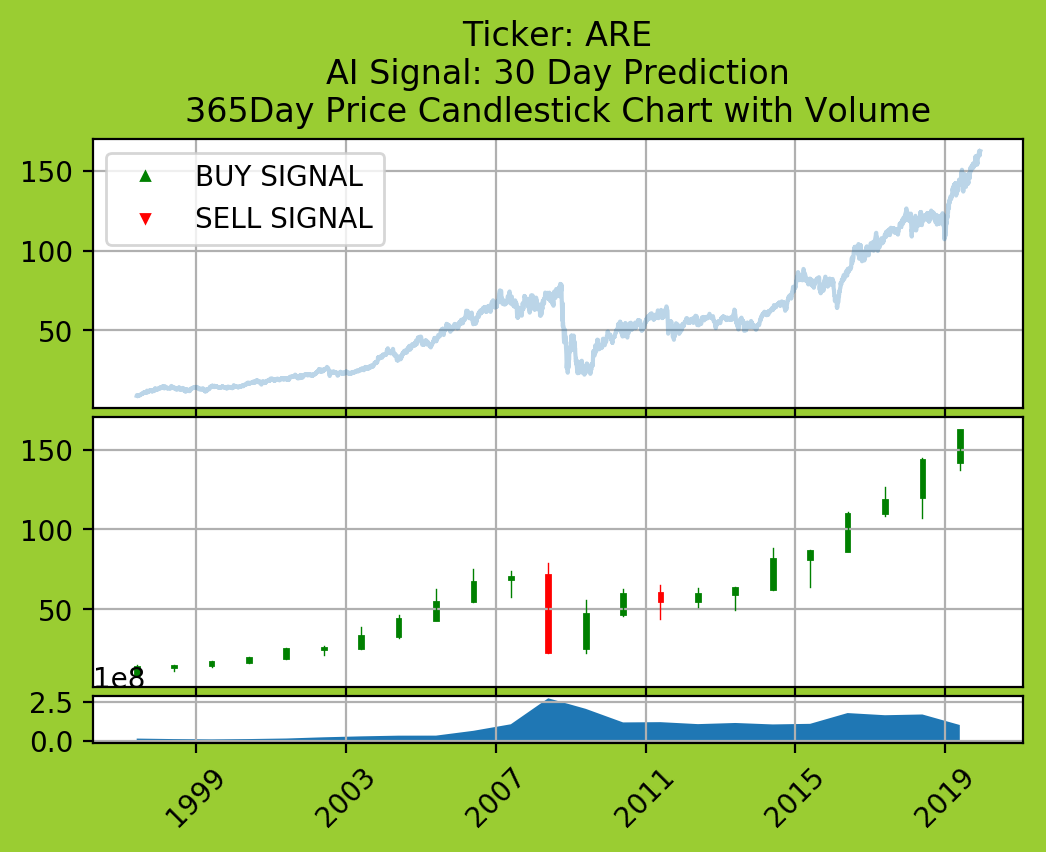 Ticker: ARE
AI Signal: 30 Day Prediction
365Day Price Candlestick Chart with Volume
150
100
50
BUY SIGNAL
SELL SIGNAL
150
100
50
1e8
2.5
0.0
1999
2003
2007
2011
2015
2019